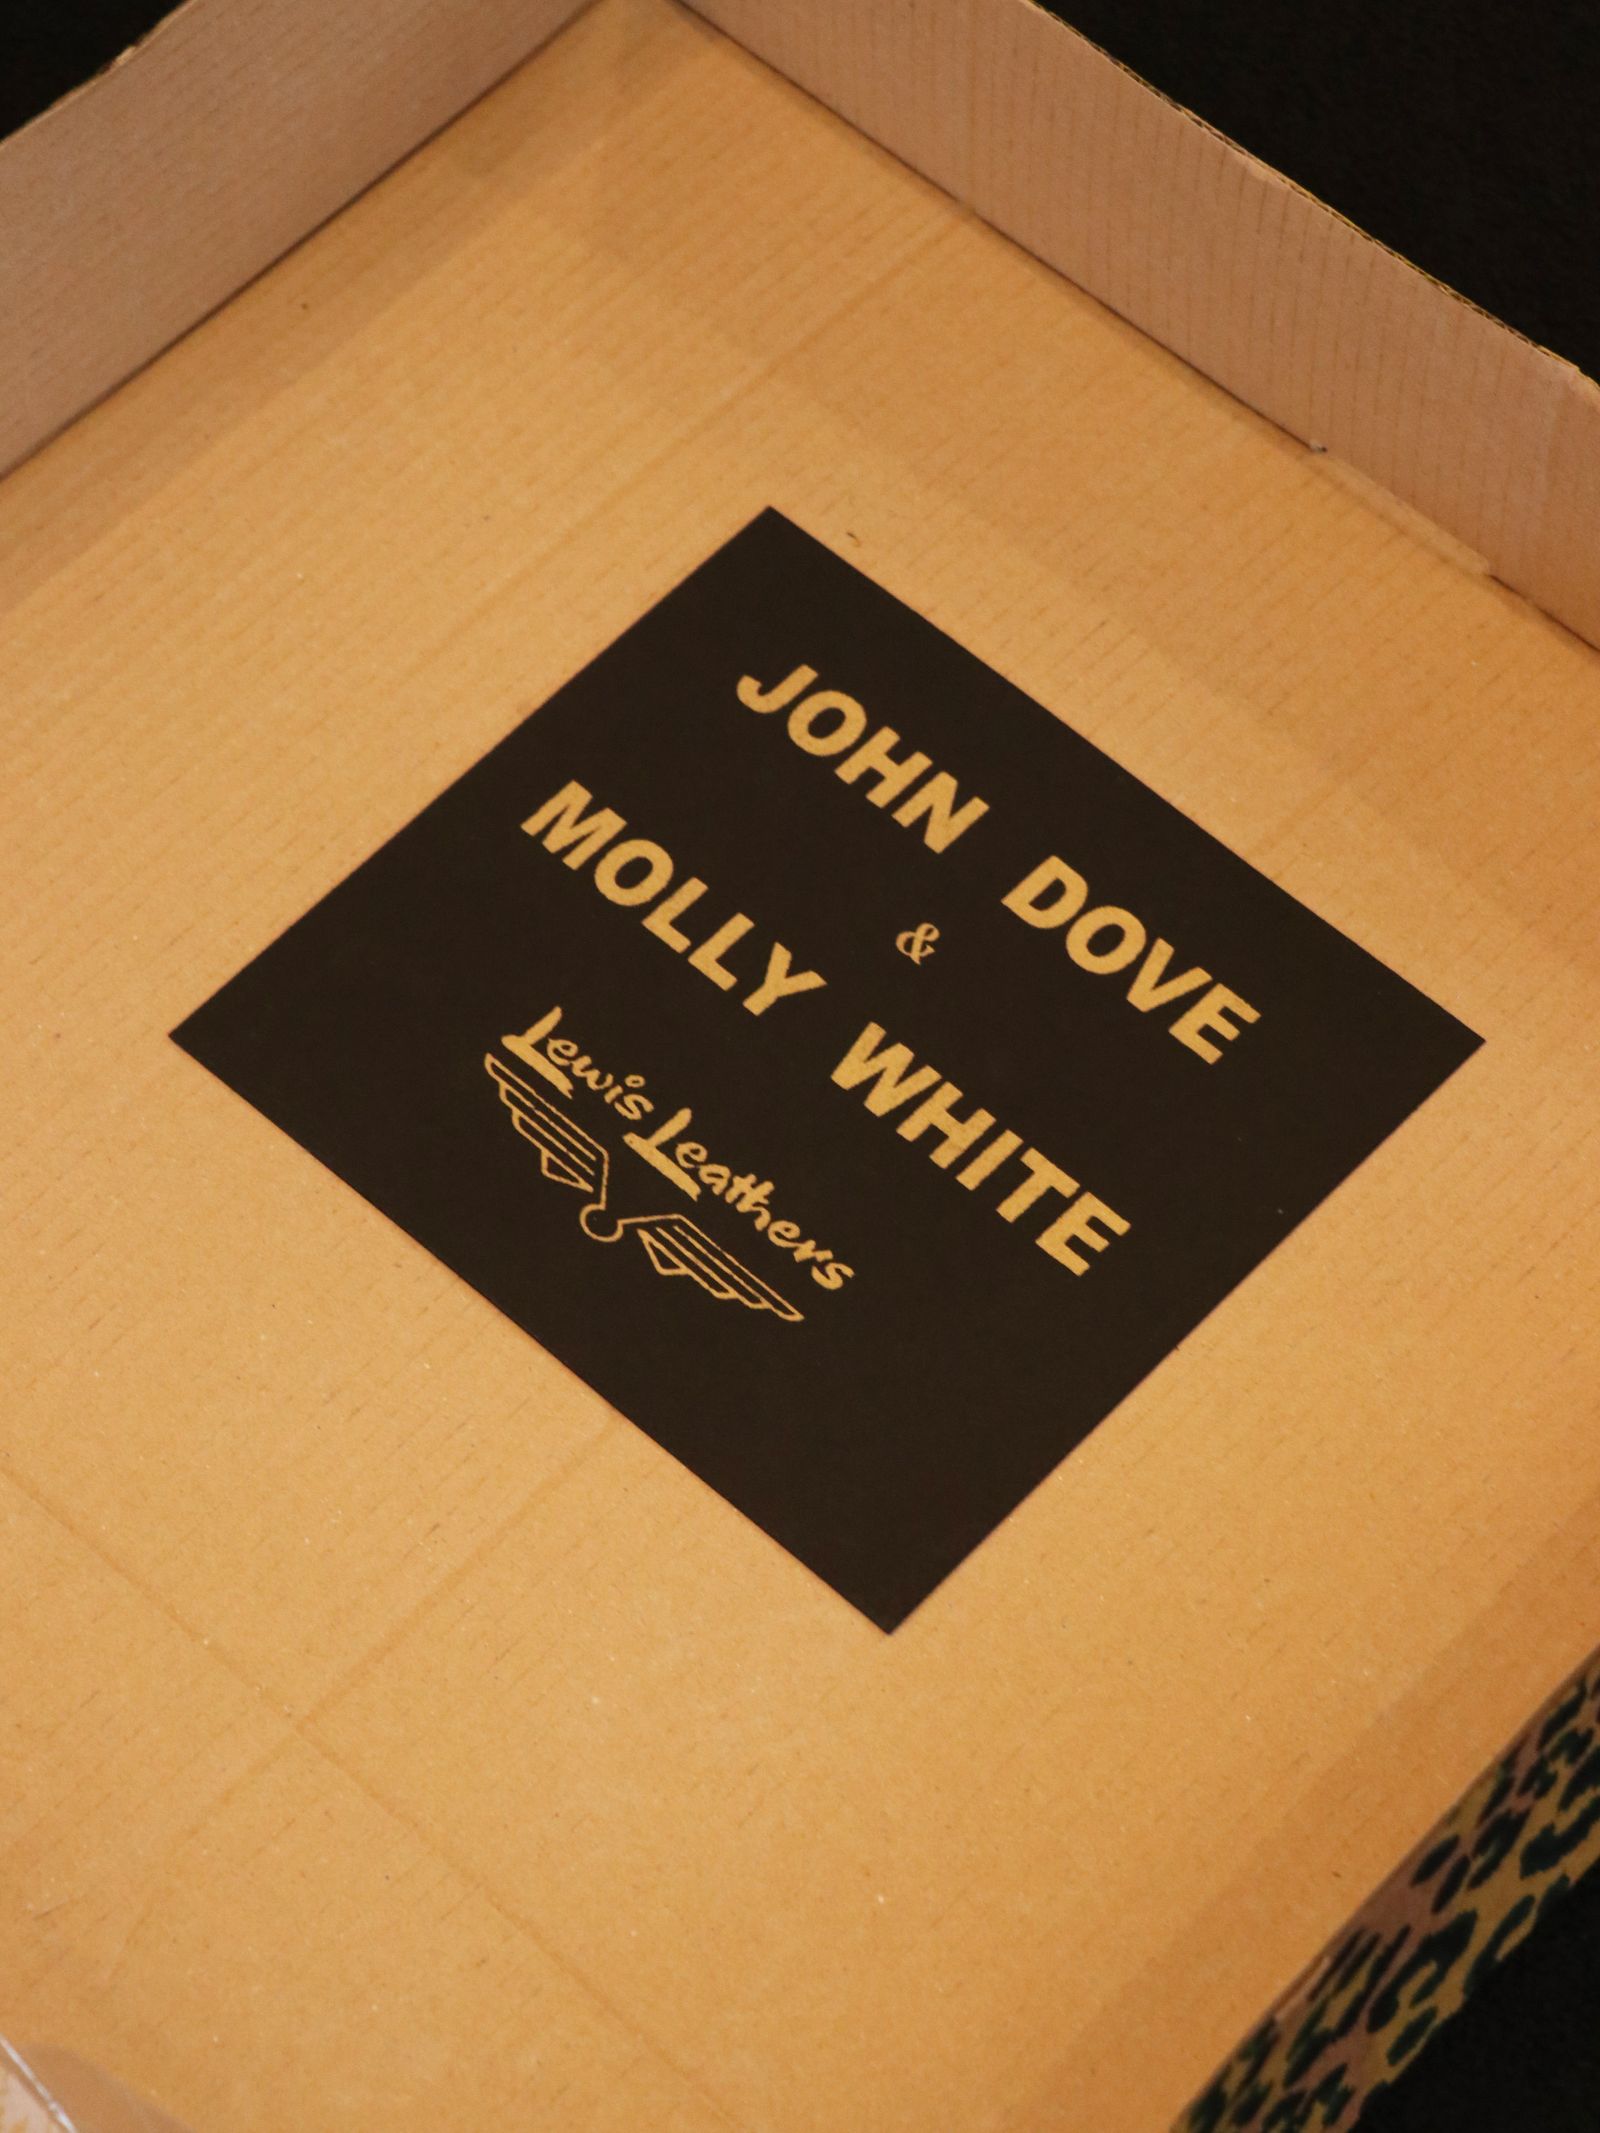 JOHN DOVE
&
MOLLY WHITE
Lewis Leathers